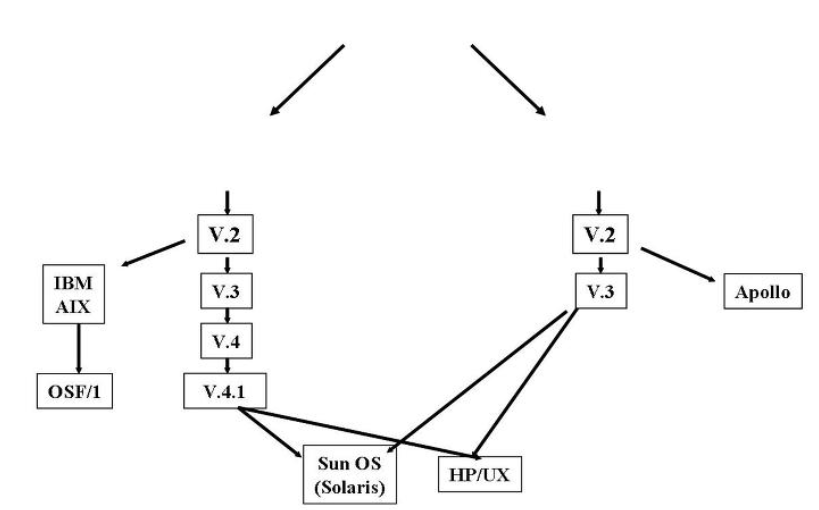 V.2
V.2
IBM
AIX
V.3
V.3
Apollo
V.4
OSF/1
V.4.1
Sun OS
(Solaris)
HP/UX